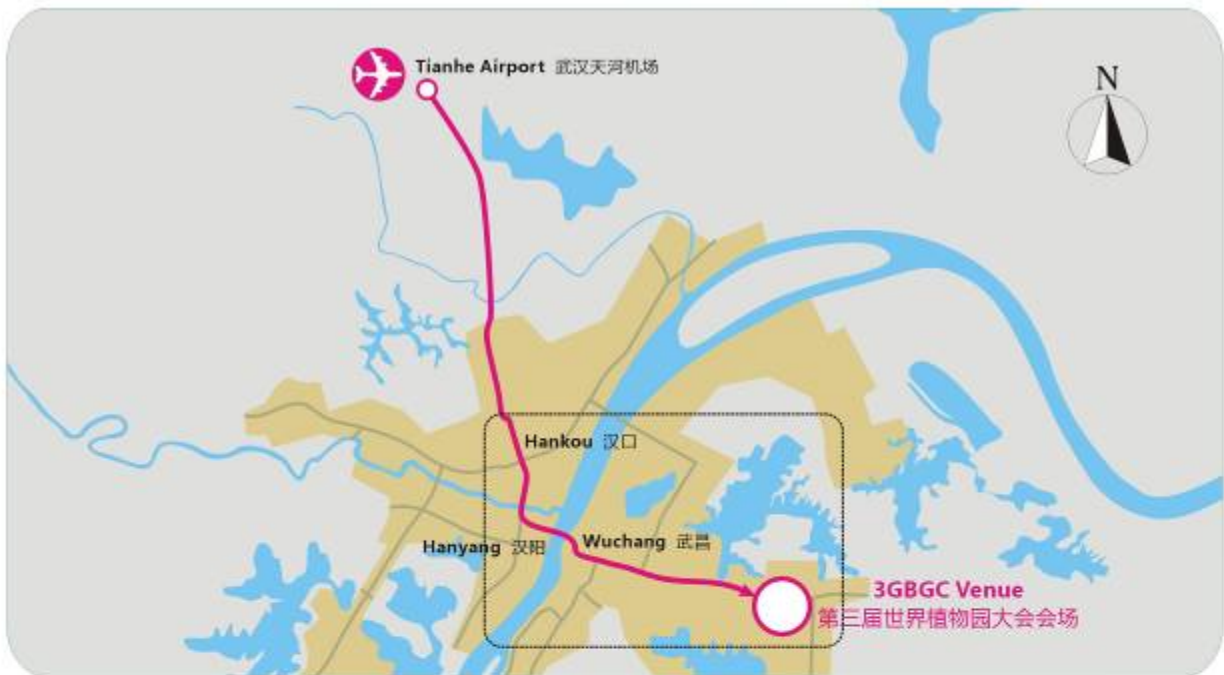 Tianhe Airport 武汉天河机场
N
Hankou 汉口
Wuchang 武昌
Hanyang 汉阳
3GBGC Venue
第三届世界植物园大会会场